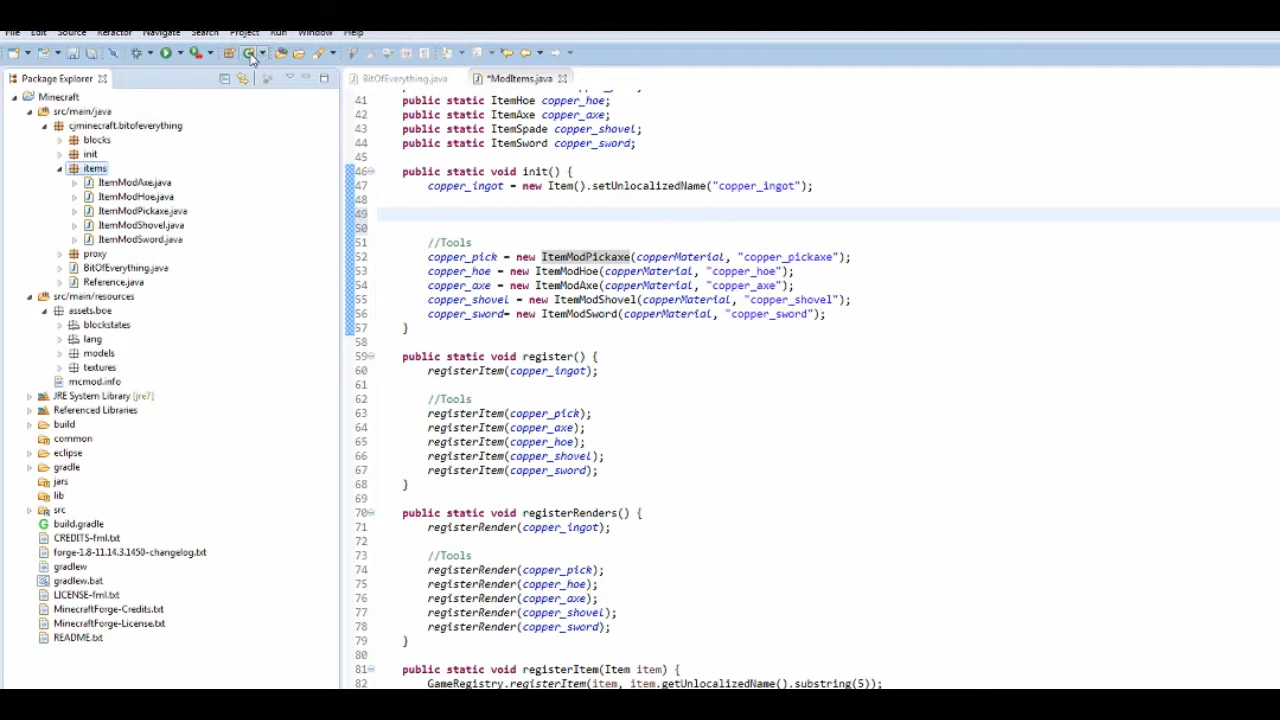 File Edit Source Refactor Navigate Search Project Run Window Help
Package Explorer
BitOfEverything.java
*ModItems.java
Minecraft
src/main/java
cjminecraft.bitofeverything
blocks
init
items
ItemModAxe.java
ItemModHoe.java
ItemModPickaxe.java
ItemModShovel.java
ItemModSword.java
proxy
BitOfEverything.java
Reference.java
src/main/resources
assets.boe
blockstates
lang
models
textures
mcmod.info
JRE System Library [jre7]
Referenced Libraries
build
common
eclipse
gradle
jars
lib
src
build.gradle
CREDITS-fml.txt
forge-1.8-11.14.3.1450-changelog.txt
gradlew
gradlew.bat
LICENSE-fml.txt
MinecraftForge-Credits.txt
MinecraftForge-License.txt
README.txt
41 public static ItemHoe copper_hoe;
42 public static ItemAxe copper_axe;
43 public static ItemSpade copper_shovel;
44 public static ItemSword copper_sword;
45
46 public static void init() {
47 copper_ingot = new Item().setUnlocalizedName("copper_ingot");
48
49
50
51 //Tools
52 copper_pick = new ItemModPickaxe(copperMaterial, "copper_pickaxe");
53 copper_hoe = new ItemModHoe(copperMaterial, "copper_hoe");
54 copper_axe = new ItemModAxe(copperMaterial, "copper_axe");
55 copper_shovel = new ItemModShovel(copperMaterial, "copper_shovel");
56 copper_sword= new ItemModSword(copperMaterial, "copper_sword");
57 }
58
59 public static void register() {
60 registerItem(copper_ingot);
61
62 //Tools
63 registerItem(copper_pick);
64 registerItem(copper_axe);
65 registerItem(copper_hoe);
66 registerItem(copper_shovel);
67 registerItem(copper_sword);
68 }
69
70 public static void registerRenders() {
71 registerRender(copper_ingot);
72
73 //Tools
74 registerRender(copper_pick);
75 registerRender(copper_hoe);
76 registerRender(copper_axe);
77 registerRender(copper_shovel);
78 registerRender(copper_sword);
79 }
80
81 public static void registerItem(Item item) {
82 GameRegistry.registerItem(item, item.getUnlocalizedName().substring(5));